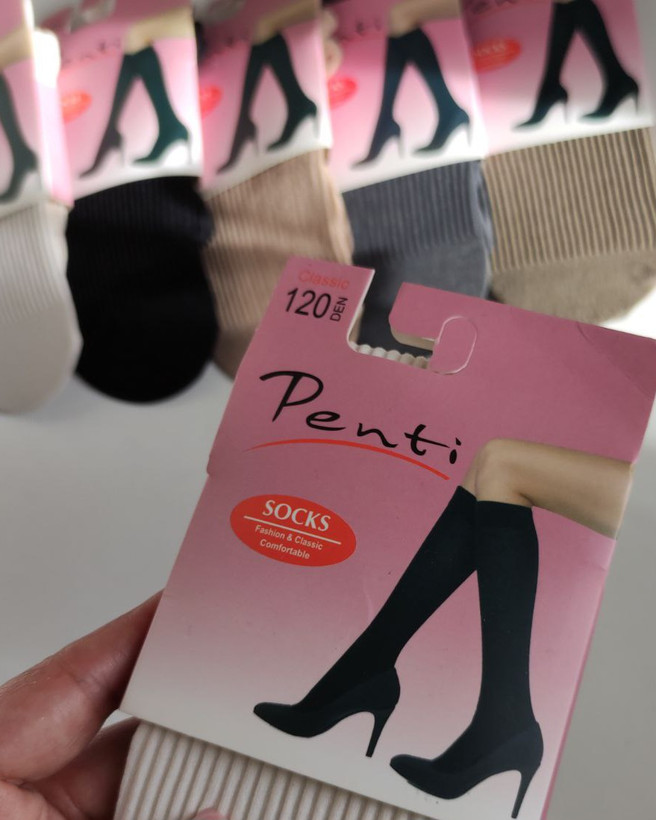 Classic
120 DEN
Penti
SOCKS
Fashion & Classic
Comfortable